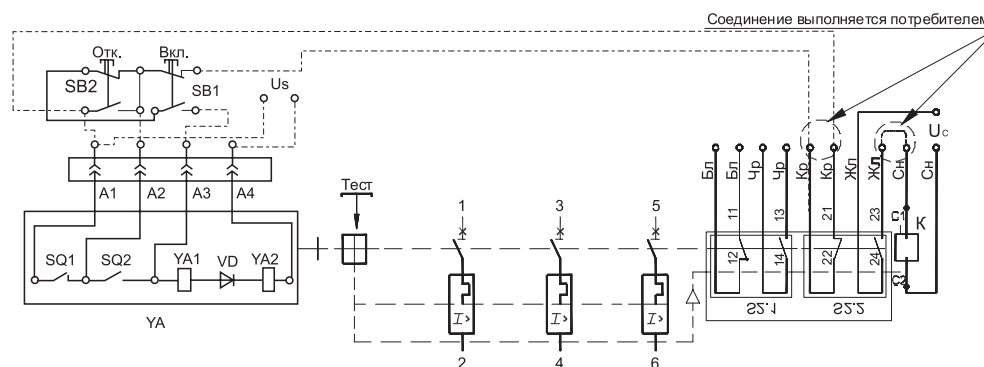 Соединение выполняется потребителем
Отк. Вкл.
SB2 SB1 Us
Uс
Бл Бл Чр Чр Кр Кр Жл Жл Сн Сн
A1 A2 A3 A4
Тест
1 3 5
11 13 21 23
К
SQ1 SQ2 YA1 VD YA2
12 14 22 24
I> I> I>
S2.1 S2.2
YA
2 4 6